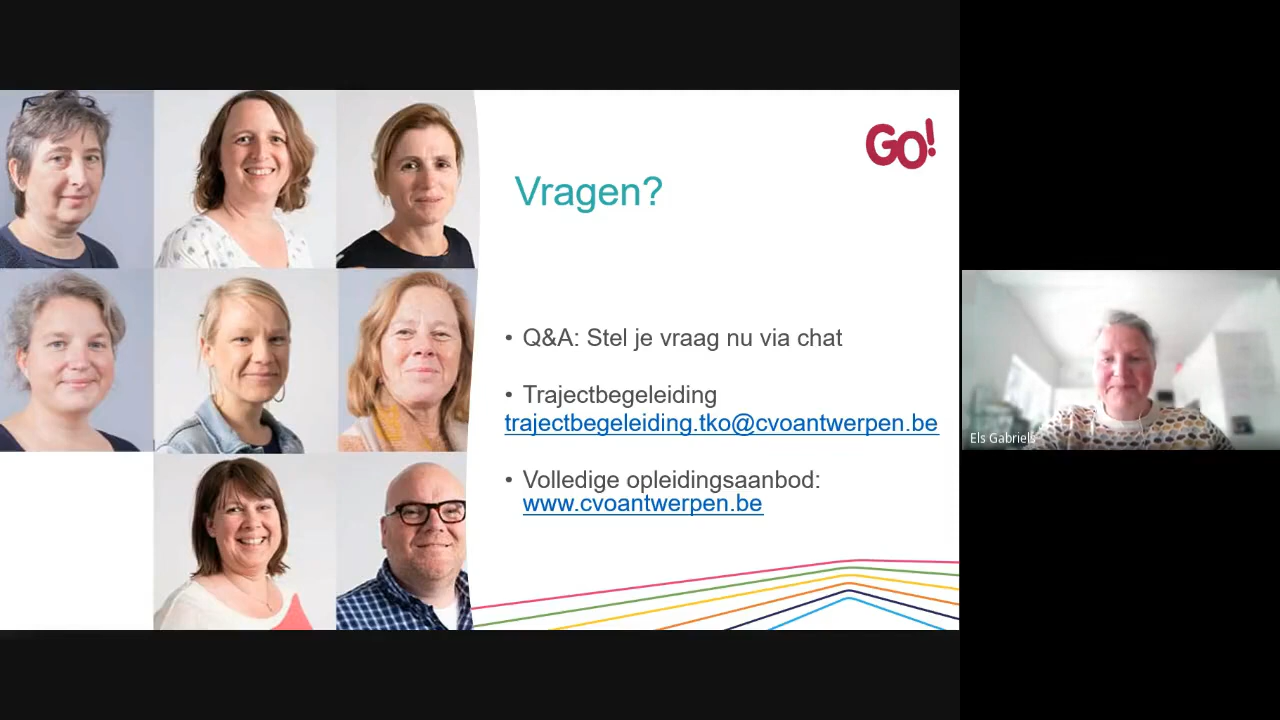 GO!
Vragen?
• Q&A: Stel je vraag nu via chat
• Trajectbegeleiding
trajectbegeleiding.tko@cvoantwerpen.be
• Volledige opleidingsaanbod:
www.cvoantwerpen.be
Els Gabriels